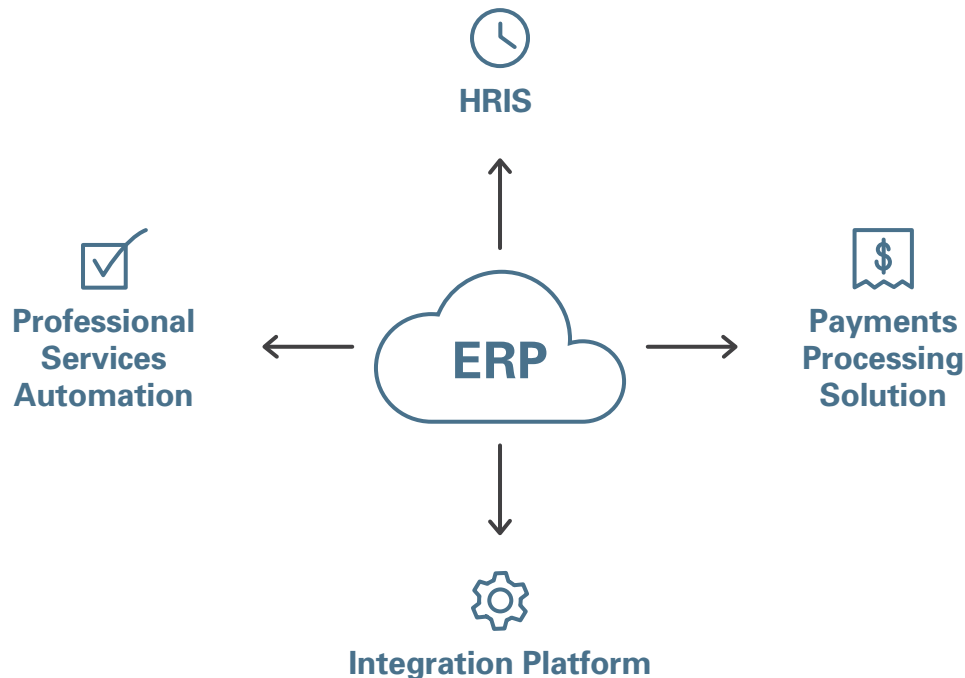 HRIS
Professional
Services
Automation
ERP
$
Payments
Processing
Solution
Integration Platform